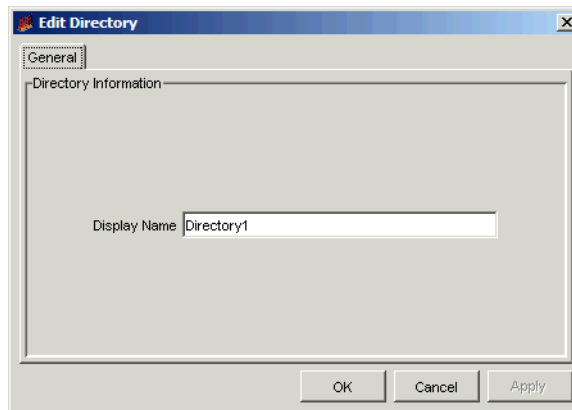 Edit Directory
General
Directory Information
Display Name Directory1
OK Cancel Apply